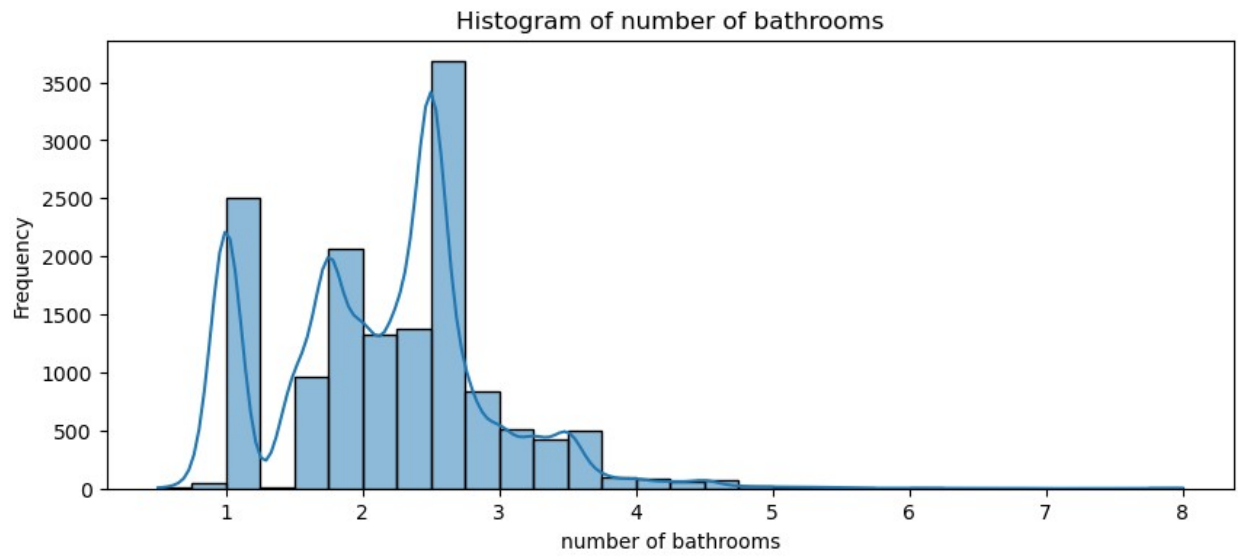 Histogram of number of bathrooms
Frequency
3500
3000
2500
2000
1500
1000
500
0
1 2 3 4 5 6 7 8
number of bathrooms